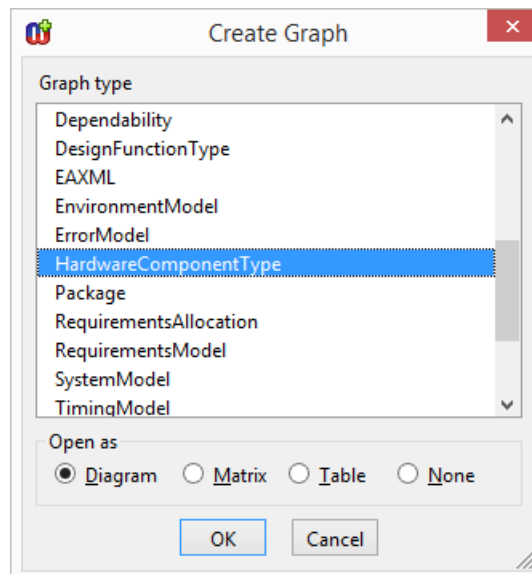 Create Graph
Graph type
Dependability
DesignFunctionType
EAXML
EnvironmentModel
ErrorModel
HardwareComponentType
Package
RequirementsAllocation
RequirementsModel
SystemModel
TimingModel
Open as
Diagram Matrix Table None
OK Cancel